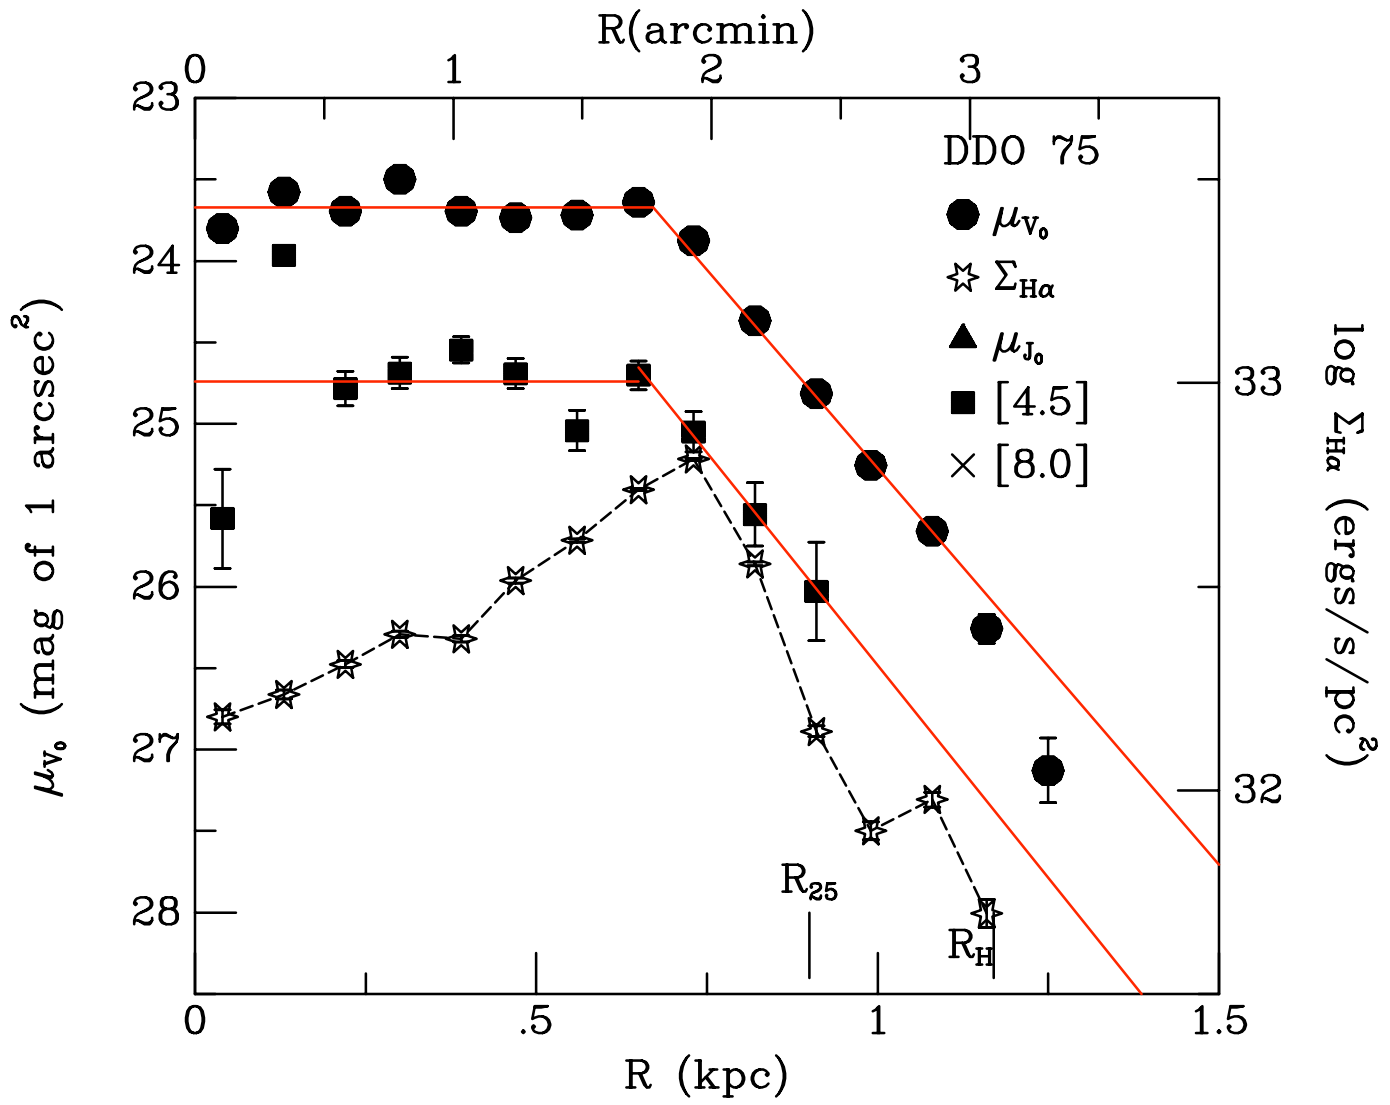 R(arcmin)
0 1 2 3
23
24
25
26
27
28
μV₀ (mag of 1 arcsec²)
DDO 75
μV₀
ΣHα
μJ₀
[4.5]
[8.0]
33
32
log ΣHα (ergs/s/pc²)
R25
RH
0 .5 1 1.5
R (kpc)